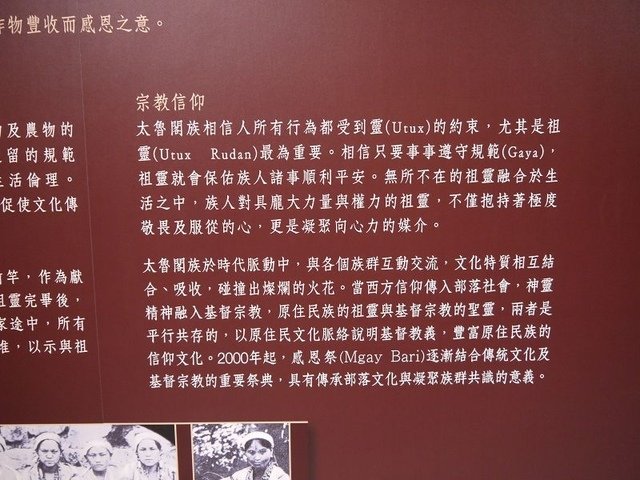 作物豐收而感恩之意。
及農物的
留的規範
生活倫理。
促使文化傳
竹竿，作為獻
祖靈完畢後，
家途中，所有
准，以示與祖
宗教信仰
太魯閣族相信人所有行為都受到靈(Utux)的約束，尤其是祖
靈(Utux Rudan)最為重要。相信只要事事遵守規範(Gaya)，
祖靈就會保佑族人諸事順利平安。無所不在的祖靈融合於生
活之中，族人對具龐大力量與權力的祖靈，不僅抱持著極度
敬畏及服從的心，更是凝聚向心力的媒介。
太魯閣族於時代脈動中，與各個族群互動交流，文化特質相互結
合、吸收，碰撞出燦爛的火花。當西方信仰傳入部落社會，神靈
精神融入基督宗教，原住民族的祖靈與基督宗教的聖靈，兩者是
平行共存的，以原住民文化脈絡說明基督教義，豐富原住民族的
信仰文化。2000年起，感恩祭(Mgay Bari)逐漸結合傳統文化及
基督宗教的重要祭典，具有傳承部落文化與凝聚族群共識的意義。